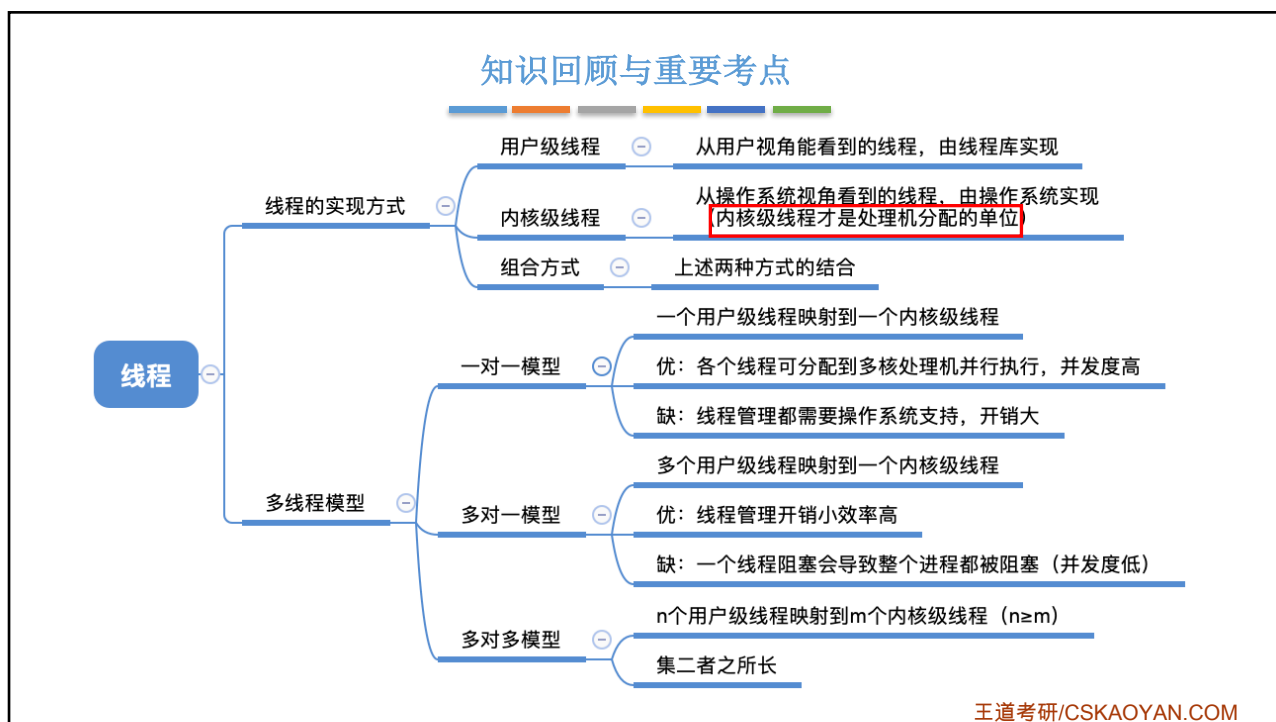 知识回顾与重要考点
用户级线程
从用户视角能看到的线程，由线程库实现
线程的实现方式
内核级线程
从操作系统视角看到的线程，由操作系统实现
（内核级线程才是处理机分配的单位）
组合方式
上述两种方式的结合
线程
一对一模型
一个用户级线程映射到一个内核级线程
优：各个线程可分配到多核处理机并行执行，并发度高
缺：线程管理都需要操作系统支持，开销大
多线程模型
多对一模型
多个用户级线程映射到一个内核级线程
优：线程管理开销小效率高
缺：一个线程阻塞会导致整个进程都被阻塞（并发度低）
多对多模型
n个用户级线程映射到m个内核级线程（n≥m）
集二者之所长
王道考研/CSKAOYAN.COM